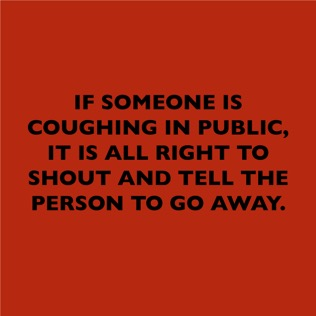 IF SOMEONE IS
COUGHING IN PUBLIC,
IT IS ALL RIGHT TO
SHOUT AND TELL THE
PERSON TO GO AWAY.